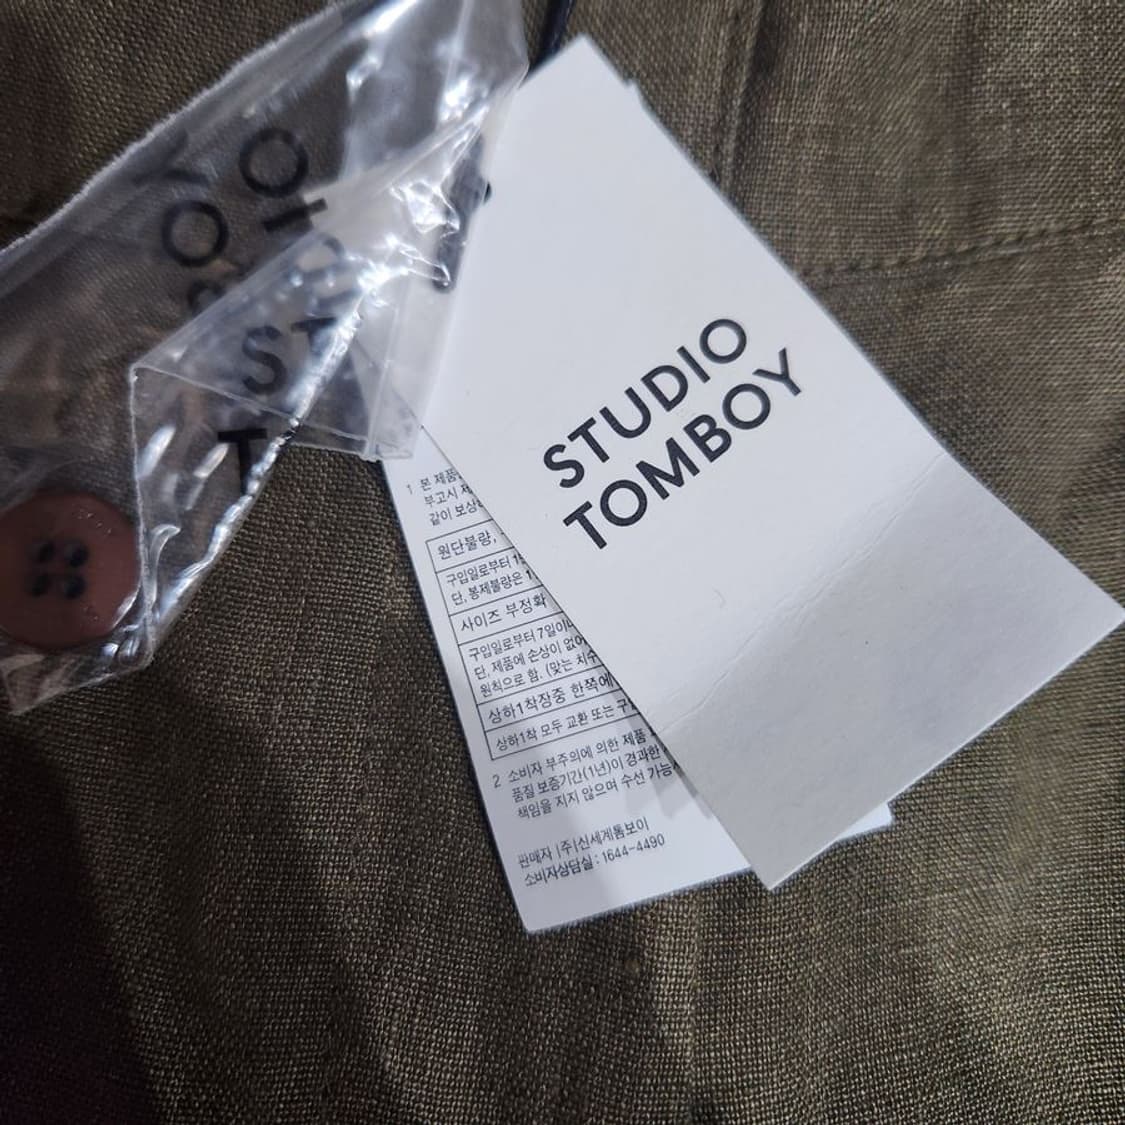 STUDIO
TOMBOY
1 본 제품
부고시
같이 보상
원단불량,
구입일로부터
단, 봉제불량은
사이즈 부정확
구입일로부터 7일이
단, 제품에 손상이 없어
원칙으로 함. (맞는 치수
상하1착장중 한쪽에
상하1착 모두 교환 또는
2 소비자 부주의에 의한 제품
품질 보증기간(1년)이 경과한
책임을 지지 않으며 수선 가능
판매자 |주|신세계톰보이
소비자상담실 : 1644-4490